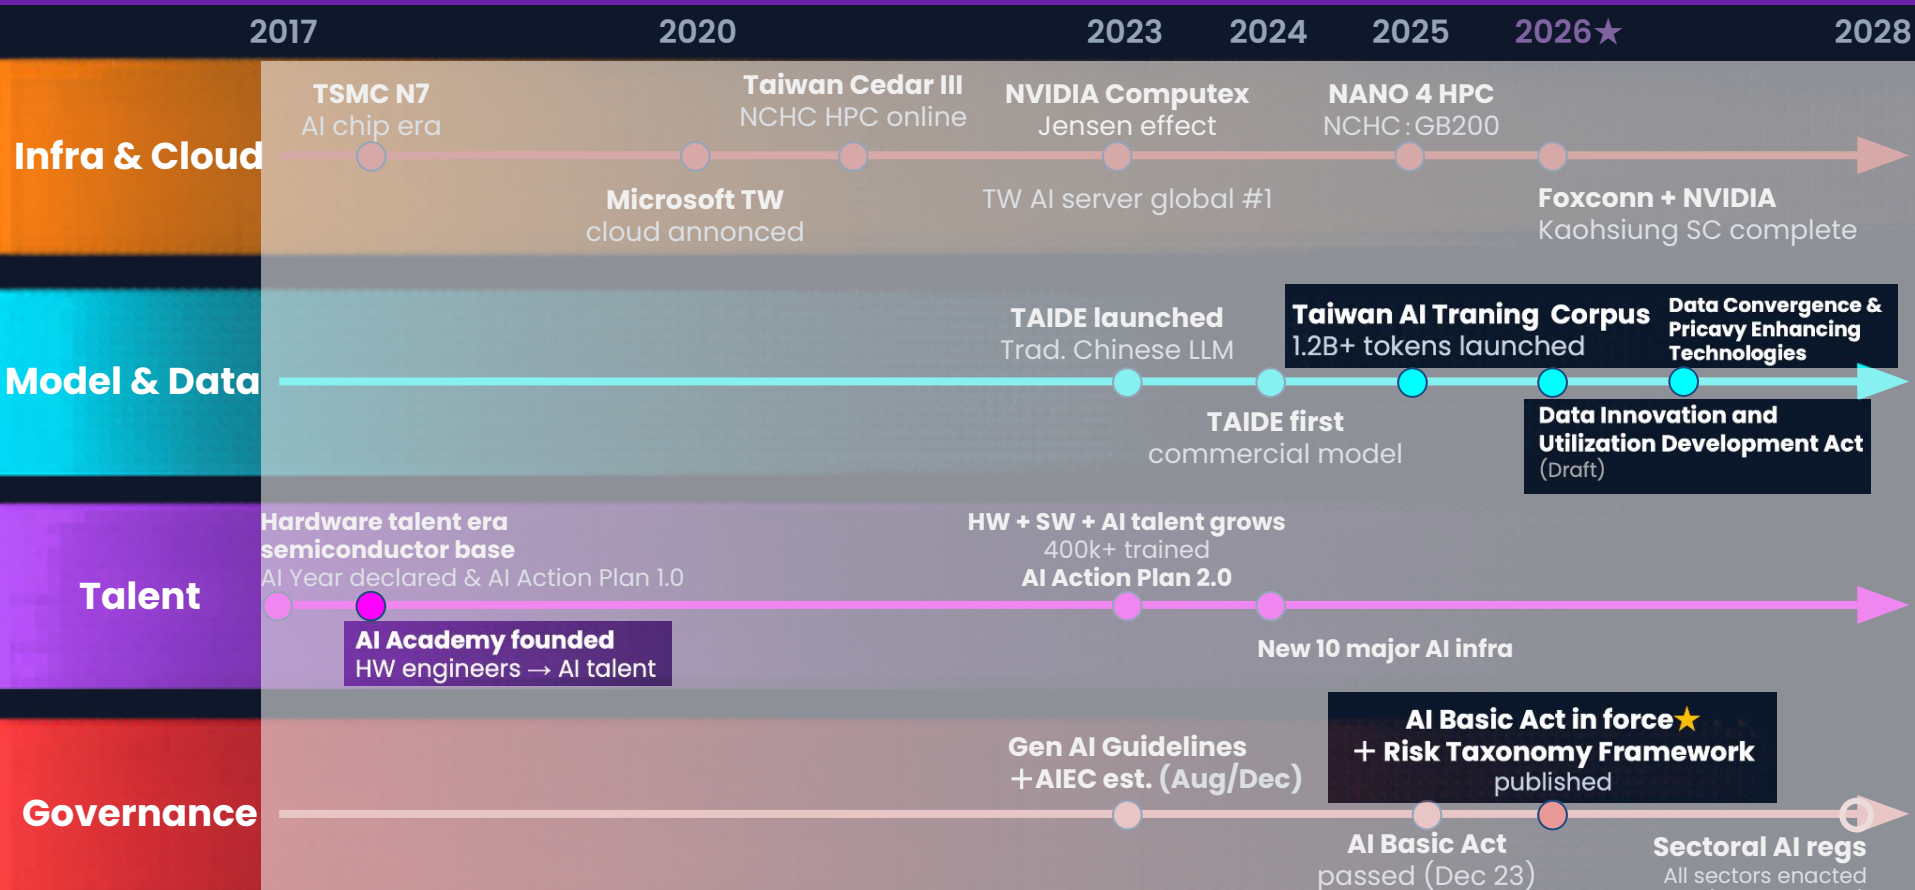 2017 2020 2023 2024 2025 2026★ 2028
Infra & Cloud
TSMC N7
AI chip era
Microsoft TW
cloud annonced
Taiwan Cedar III
NCHC HPC online
NVIDIA Computex
Jensen effect
TW AI server global #1
NANO 4 HPC
NCHC:GB200
Foxconn + NVIDIA
Kaohsiung SC complete
Model & Data
TAIDE launched
Trad. Chinese LLM
TAIDE first
commercial model
Taiwan AI Traning Corpus
1.2B+ tokens launched
Data Convergence &
Pricavy Enhancing
Technologies
Data Innovation and
Utilization Development Act
(Draft)
Talent
Hardware talent era
semiconductor base
AI Year declared & AI Action Plan 1.0
AI Academy founded
HW engineers → AI talent
HW + SW + AI talent grows
400k+ trained
AI Action Plan 2.0
New 10 major AI infra
Governance
Gen AI Guidelines
+AIEC est. (Aug/Dec)
AI Basic Act in force★
+ Risk Taxonomy Framework
published
AI Basic Act
passed (Dec 23)
Sectoral AI regs
All sectors enacted